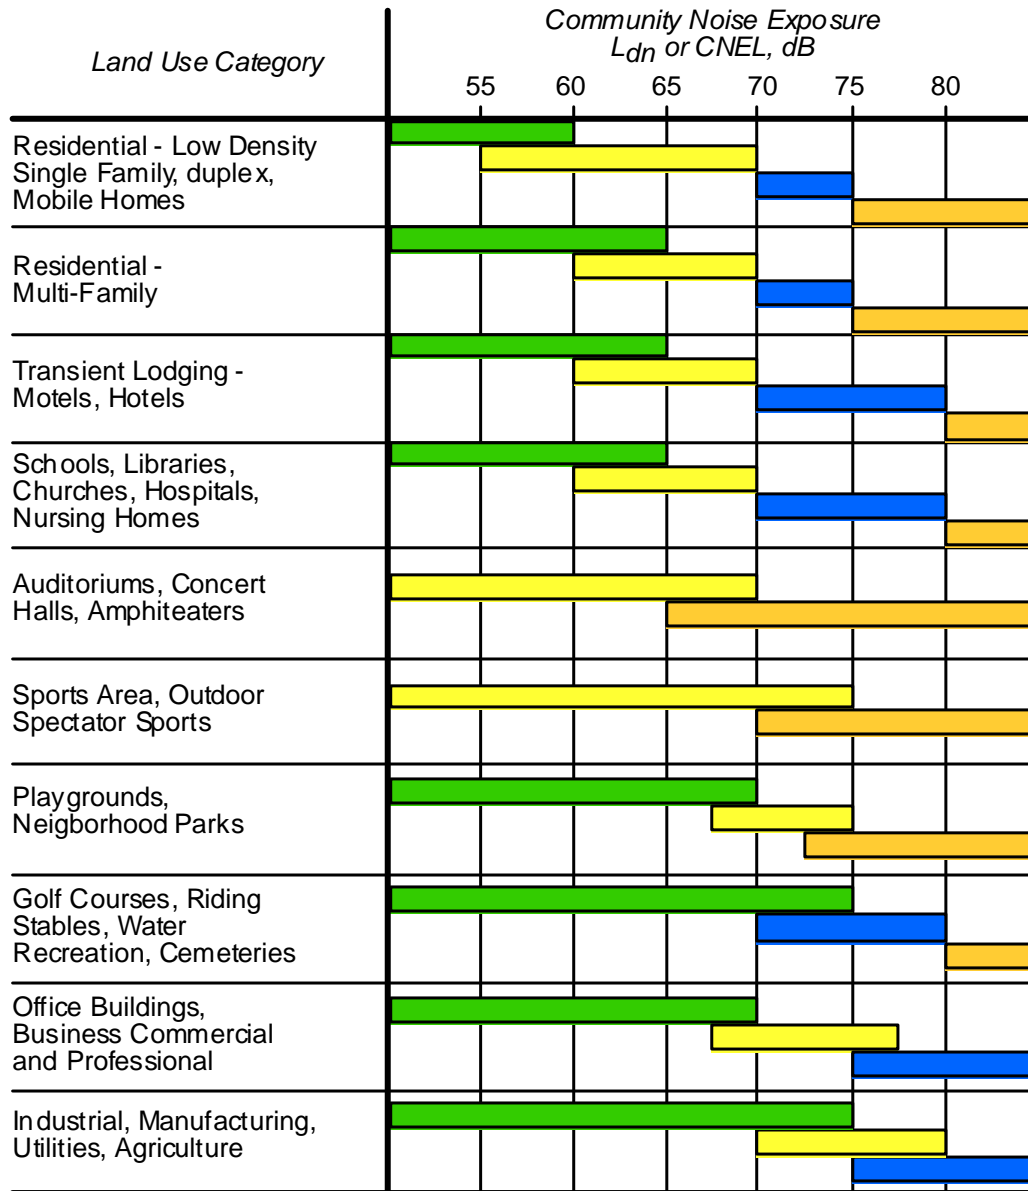 Community Noise Exposure
Ldn or CNEL, dB
Land Use Category
55 60 65 70 75 80
Residential - Low Density
Single Family, duplex,
Mobile Homes
Residential -
Multi-Family
Transient Lodging -
Motels, Hotels
Schools, Libraries,
Churches, Hospitals,
Nursing Homes
Auditoriums, Concert
Halls, Amphiteaters
Sports Area, Outdoor
Spectator Sports
Playgrounds,
Neigborhood Parks
Golf Courses, Riding
Stables, Water
Recreation, Cemeteries
Office Buildings,
Business Commercial
and Professional
Industrial, Manufacturing,
Utilities, Agriculture